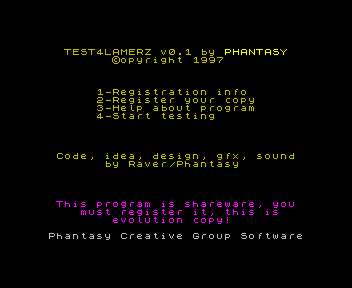 TEST4LAMERZ v0.1 by PHANTASY
©opyright 1997
1-Registration info
2-Register your copy
3-Help about program
4-Start testing
Code, idea, design, gfx, sound
by Raver/Phantasy
This program is shareware, you
must register it, this is
evolution copy!
Phantasy Creative Group Software